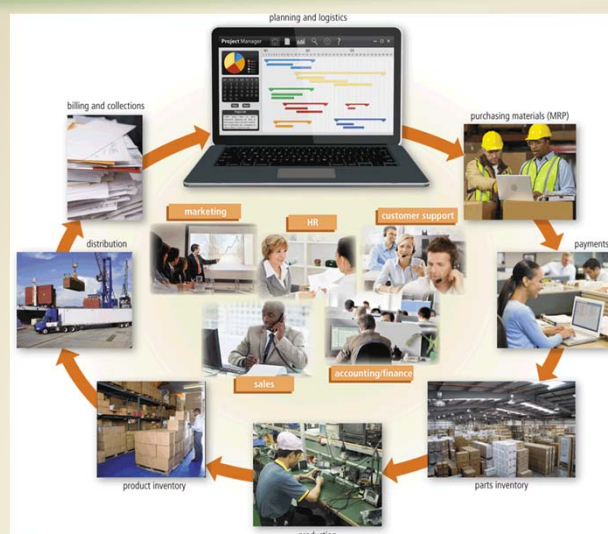 planning and logistics
Project Manager
billing and collections
purchasing materials (MRP)
marketing
HR
customer support
distribution
payments
sales
accounting/finance
product inventory
parts inventory